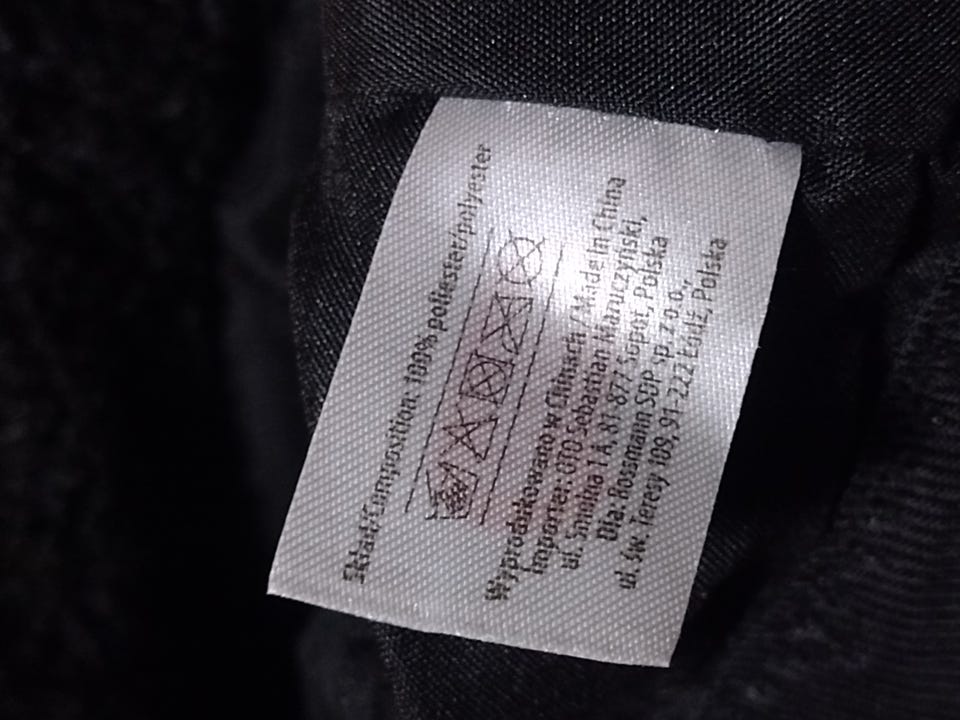 Skład/Composition: 100% poliester/polyester
Wyprodukowano w Chinach / Made in China
Importer: OTO Sebastian Maruczyński,
ul. Smolna 1 A, 81-877 Sopot, Polska
Dla: Rossmann SDP sp. z o.o.,
ul. św. Teresy 109, 91-222 Łódź, Polska